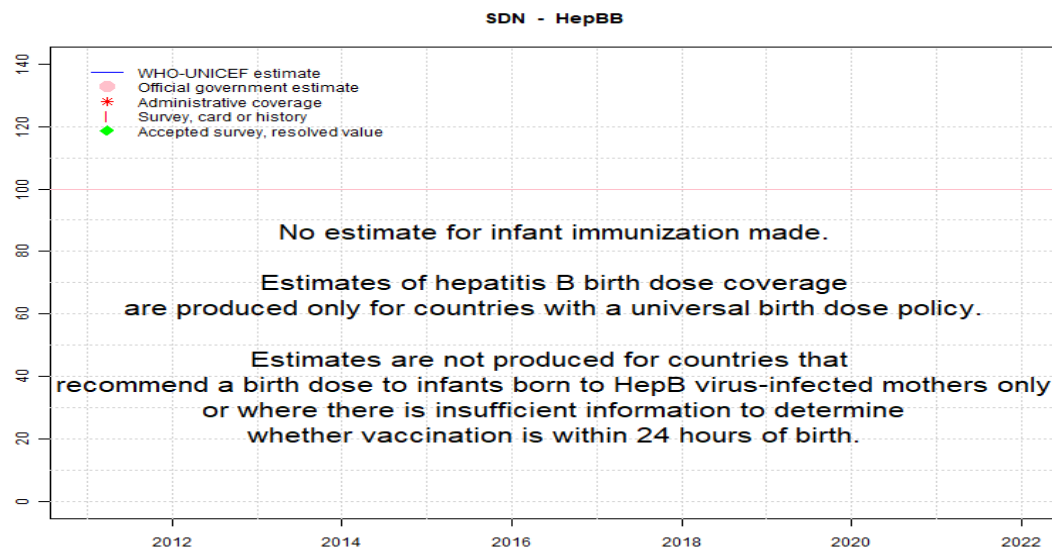 SDN - HepBB
WHO-UNICEF estimate
Official government estimate
Administrative coverage
Survey, card or history
Accepted survey, resolved value
140
120
100
80
60
40
20
0
No estimate for infant immunization made.
Estimates of hepatitis B birth dose coverage
are produced only for countries with a universal birth dose policy.
Estimates are not produced for countries that
recommend a birth dose to infants born to HepB virus-infected mothers only
or where there is insufficient information to determine
whether vaccination is within 24 hours of birth.
2012 2014 2016 2018 2020 2022